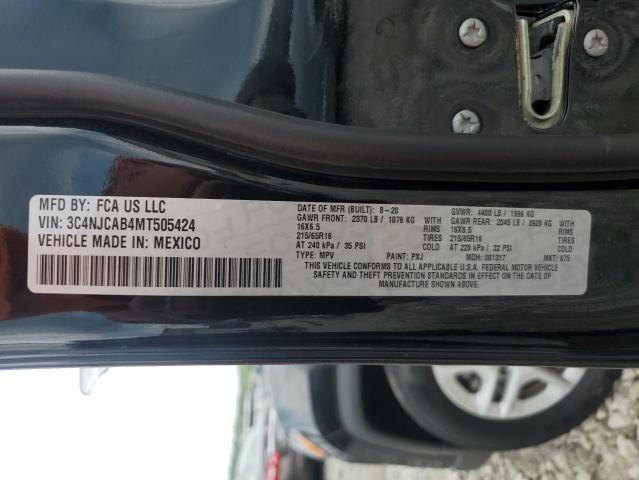 MFD BY: FCA US LLC
VIN: 3C4NJCAB4MT505424
VEHICLE MADE IN: MEXICO
DATE OF MFR (BUILT): 8-20 GVWR: 4400 LB / 1996 KG
GAWR FRONT: 2370 LB / 1076 KG WITH GAWR REAR: 2045 LB / 0928 KG WITH
16X6.5 RIMS 16X6.5 RIMS
215/65R16 TIRES 215/65R16 TIRES
AT 240 kPa / 35 PSI COLD AT 220 kPa / 32 PSI COLD
TYPE: MPV PAINT: PXJ MDH: 081317 MKT: 875
THIS VEHICLE CONFORMS TO ALL APPLICABLE U.S.A. FEDERAL MOTOR VEHICLE
SAFETY AND THEFT PREVENTION STANDARDS IN EFFECT ON THE DATE OF
MANUFACTURE SHOWN ABOVE.